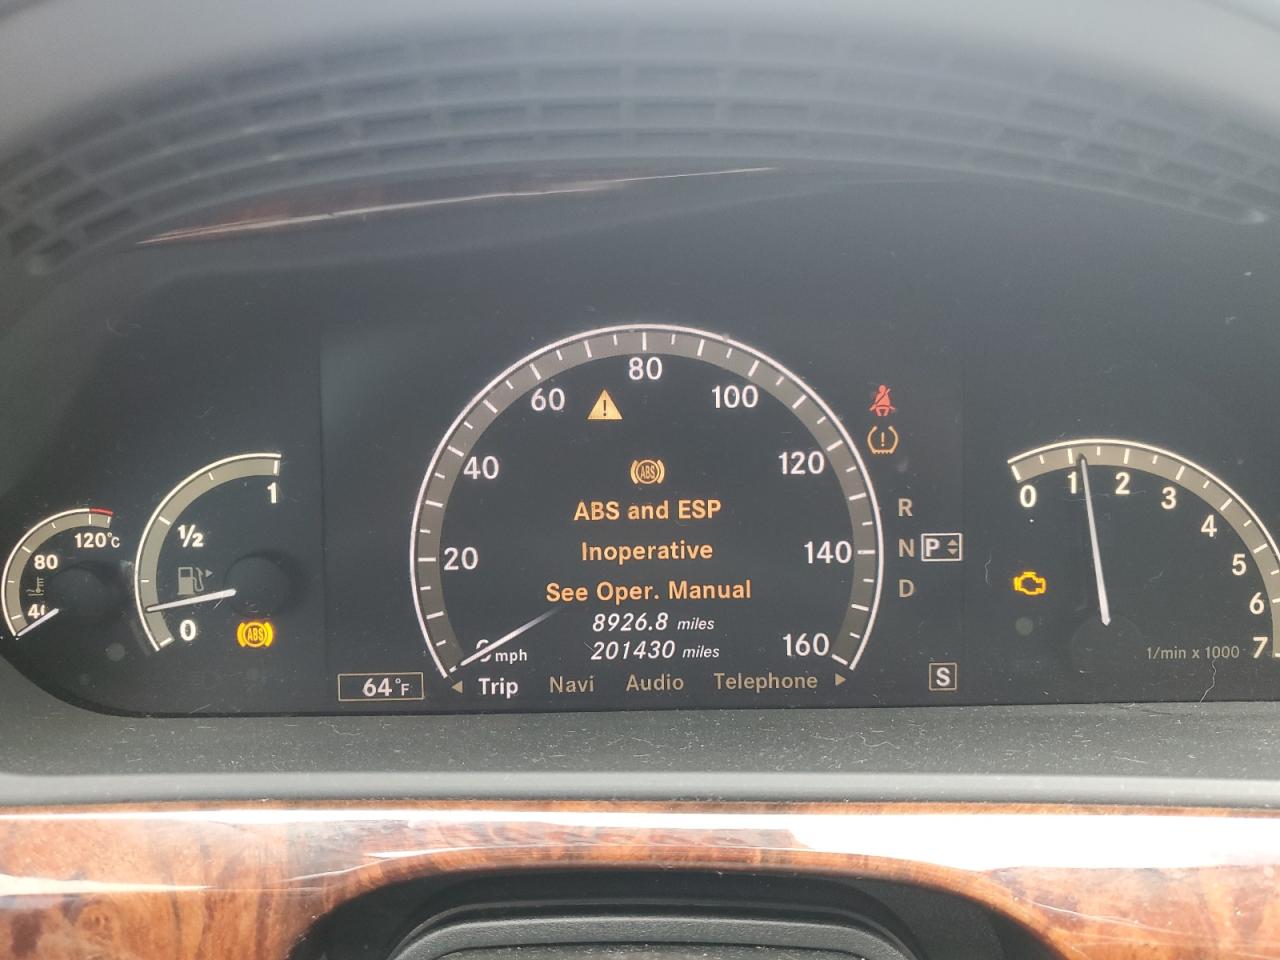 80
60
100
40
120
20
140
0 mph
160
ABS
ABS and ESP
Inoperative
See Oper. Manual
8926.8 miles
201430 miles
64°F
Trip Navi Audio Telephone
120°C
80
40
1
1/2
0
ABS
R
N P
D
S
0 1 2 3 4 5 6 7
1/min x 1000